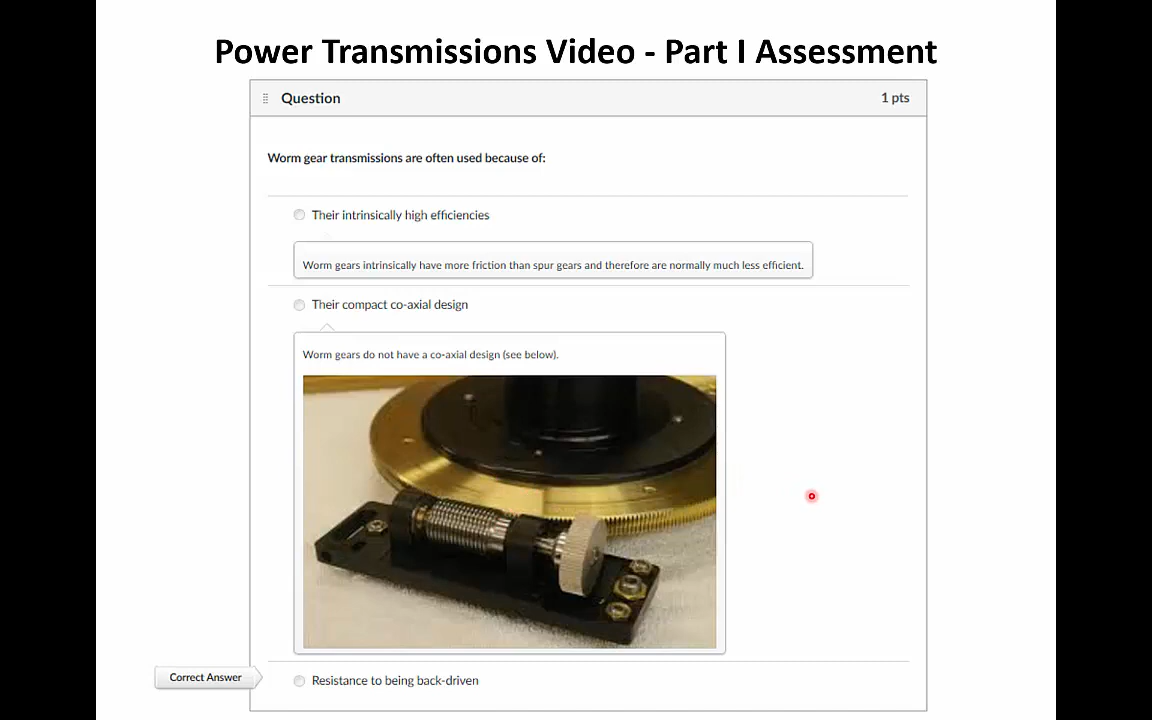 Power Transmissions Video - Part I Assessment
Question 1 pts
Worm gear transmissions are often used because of:
Their intrinsically high efficiencies
Worm gears intrinsically have more friction than spur gears and therefore are normally much less efficient.
Their compact co-axial design
Worm gears do not have a co-axial design (see below).
Correct Answer
Resistance to being back-driven